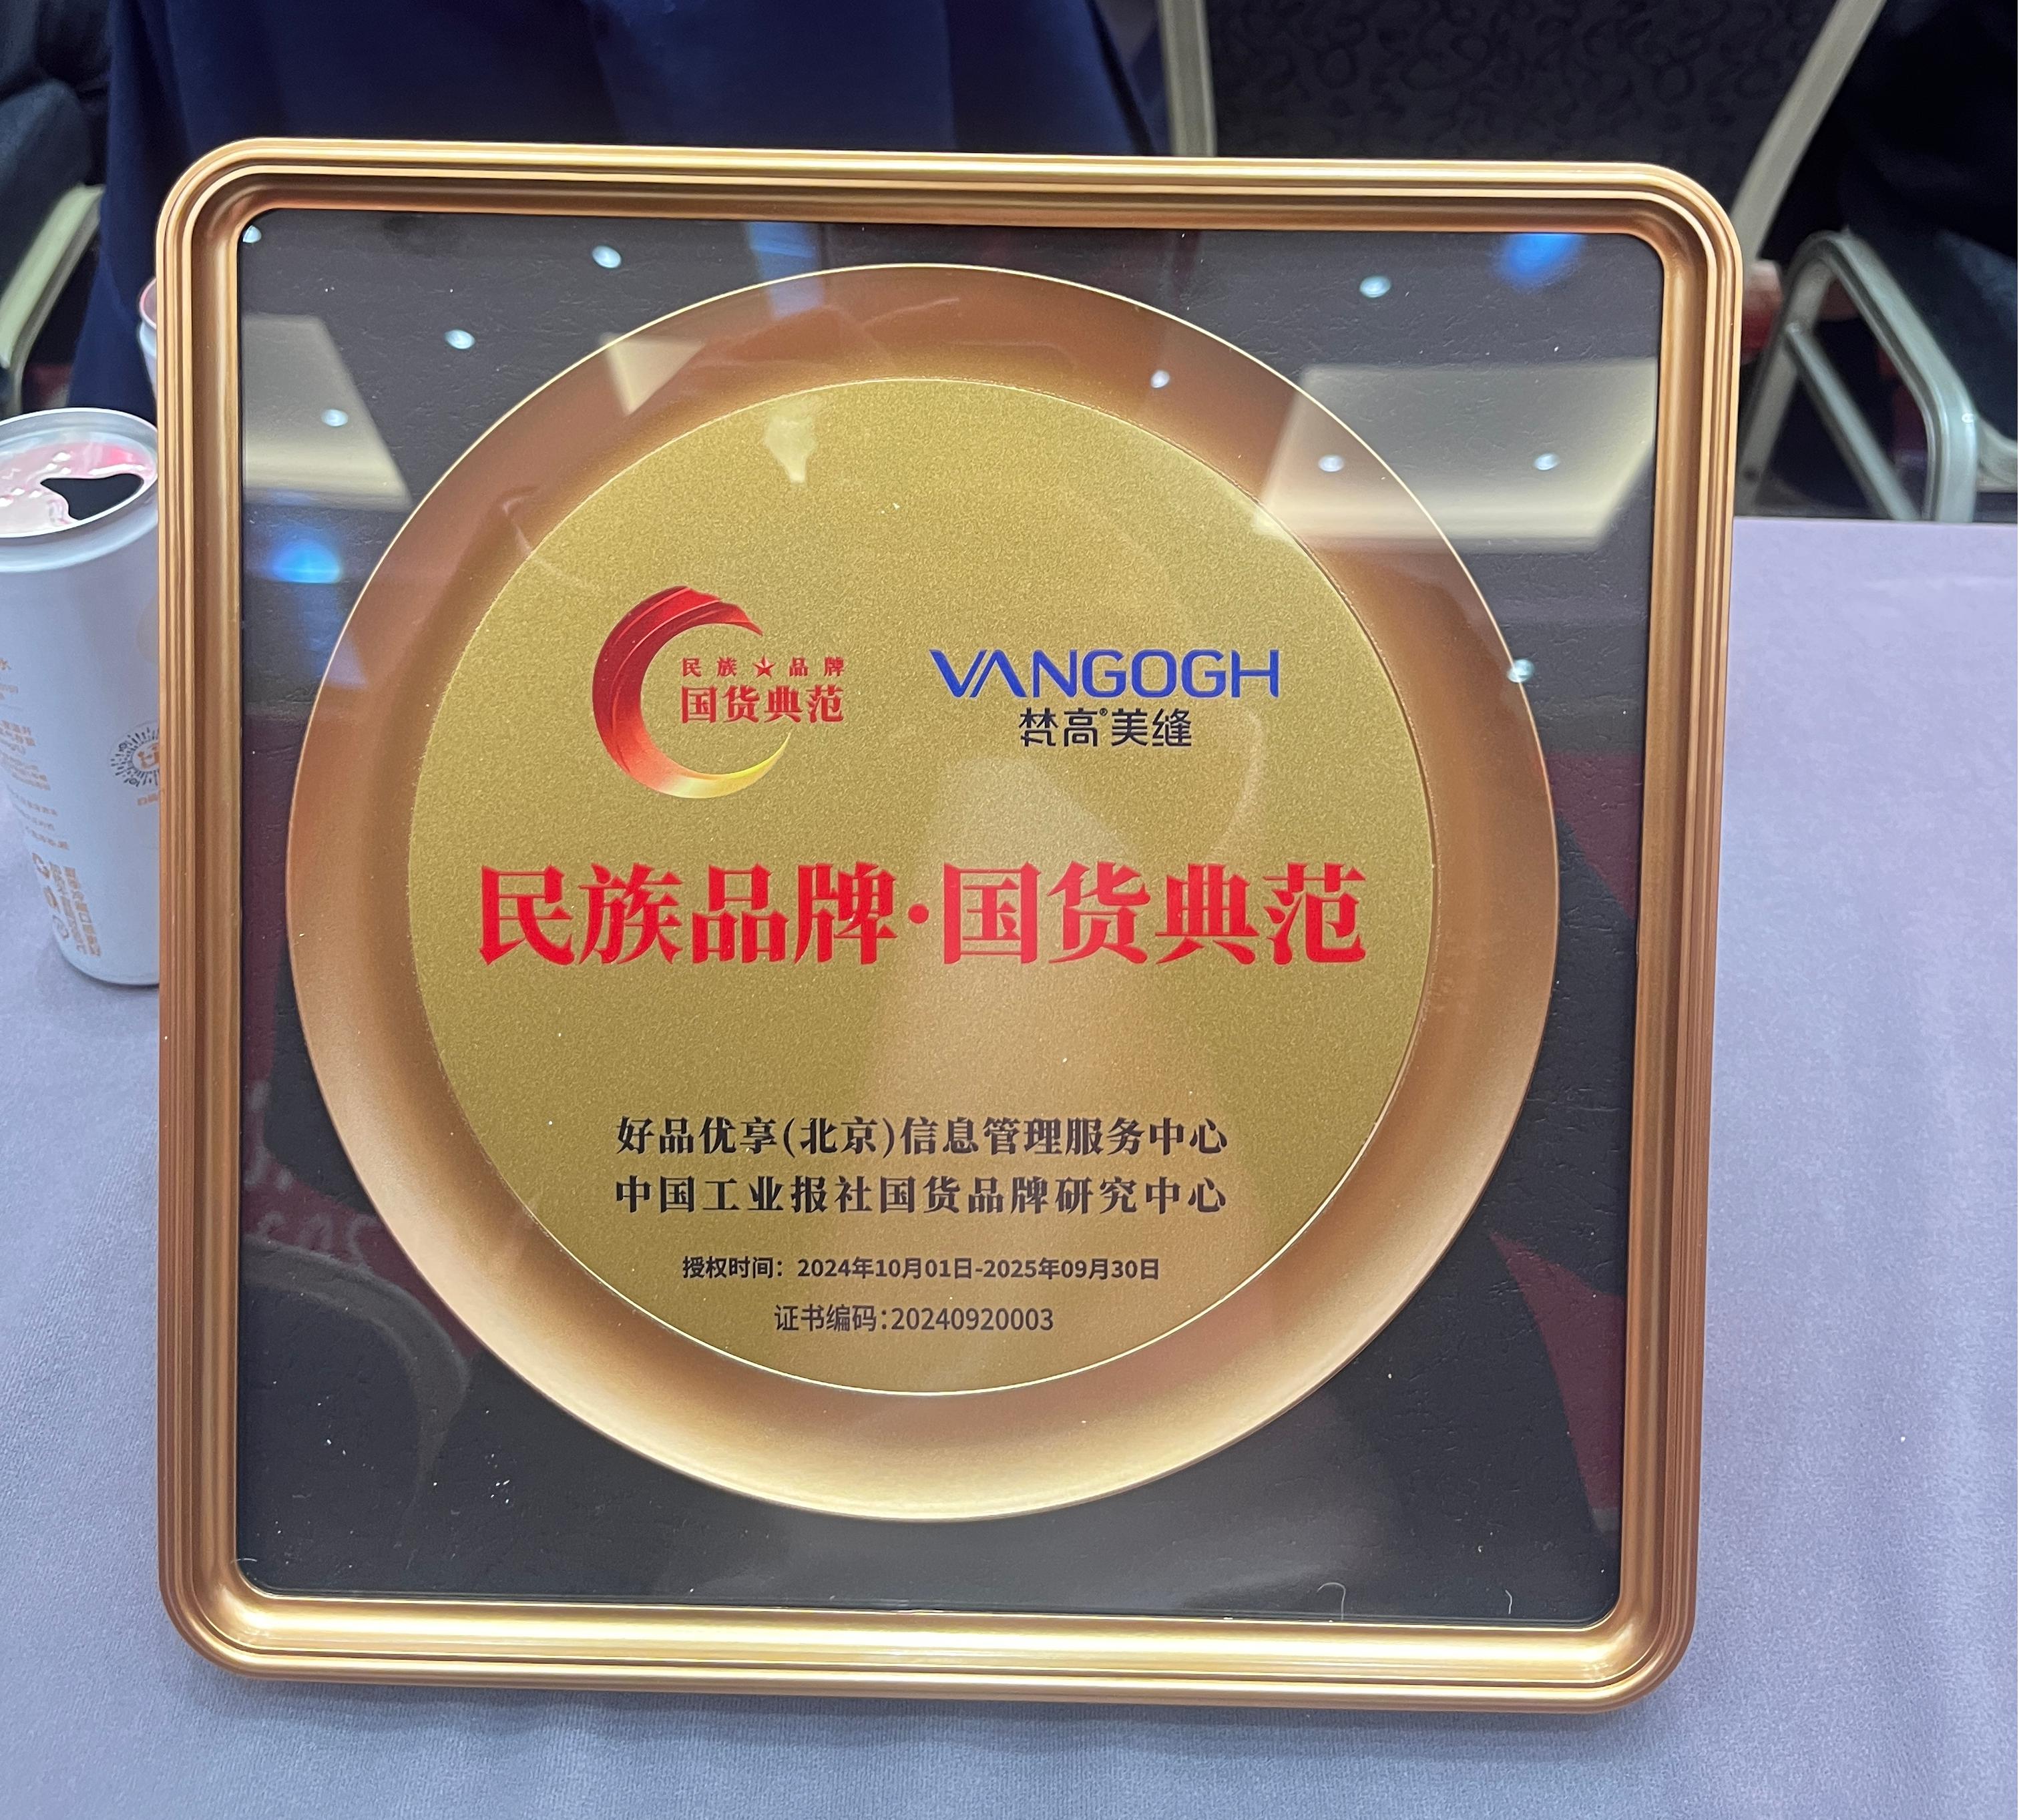 民族★品牌
国货典范
VANGOGH
梵高®美缝
民族品牌·国货典范
好品优享(北京)信息管理服务中心
中国工业报社国货品牌研究中心
授权时间：2024年10月01日-2025年09月30日
证书编码:20240920003